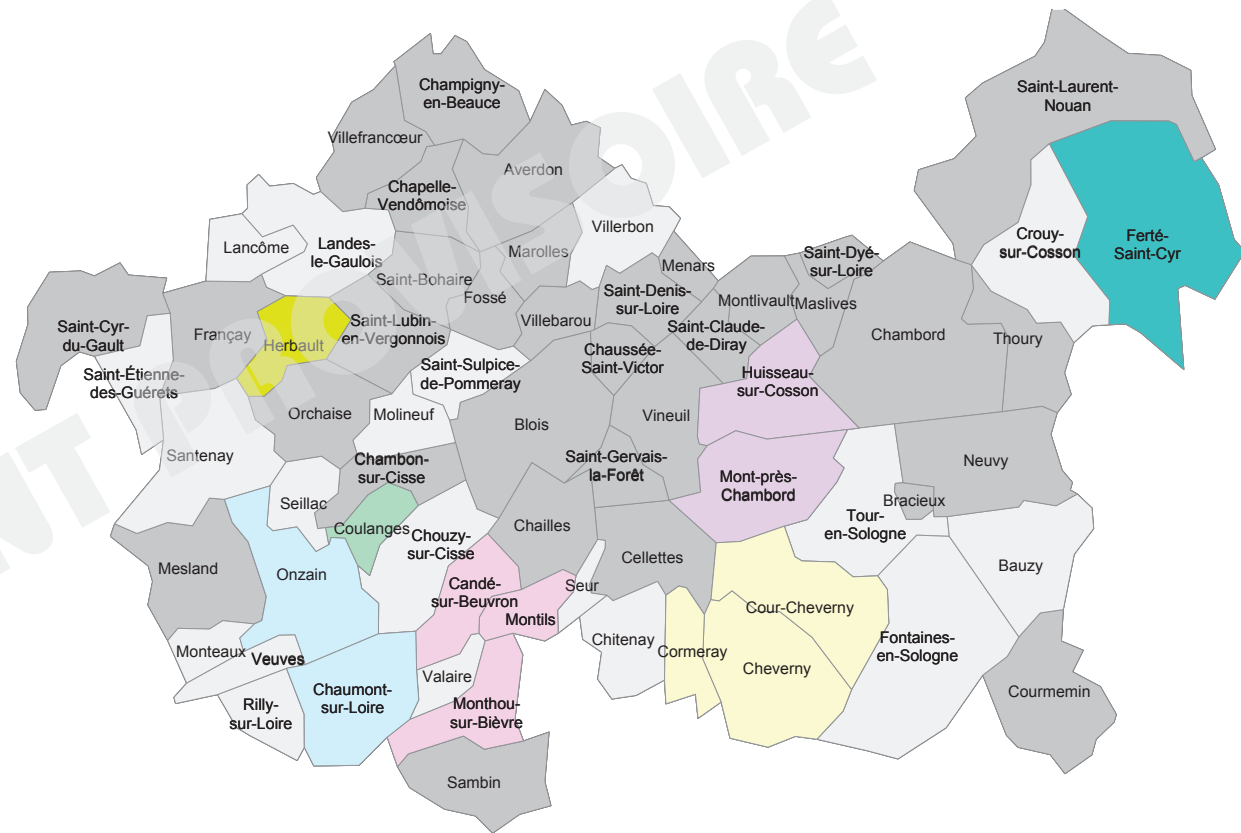 Champigny-
en-Beauce
Saint-Laurent-
Nouan
Villefrancœur
Averdon
Chapelle-
Vendômoise
Villerbon
Crouy-
sur-Cosson
Ferté-
Saint-Cyr
Lancôme
Landes-
le-Gaulois
Marolles
Saint-Dyé-
sur-Loire
Menars
Saint-Bohaire
Fossé
Saint-Denis-
sur-Loire
Montlivault
Maslives
Villebarou
Saint-Cyr-
du-Gault
Françay
Herbault
Saint-Lubin-
en-Vergonnois
Saint-Claude-
de-Diray
Chambord
Thoury
Chaussée-
Saint-Victor
Saint-Étienne-
des-Guérets
Saint-Sulpice-
de-Pommeray
Huisseau-
sur-Cosson
Orchaise
Molineuf
Blois
Vineuil
Santenay
Chambon-
sur-Cisse
Saint-Gervais-
la-Forêt
Mont-près-
Chambord
Neuvy
Bracieux
Seillac
Coulanges
Chouzy-
sur-Cisse
Chailles
Tour-
en-Sologne
Cellettes
Mesland
Onzain
Candé-
sur-Beuvron
Seur
Bauzy
Montils
Cour-Cheverny
Chitenay
Monteaux
Veuves
Cormeray
Fontaines-
en-Sologne
Valaire
Cheverny
Chaumont-
sur-Loire
Courmemin
Rilly-
sur-Loire
Monthou-
sur-Bièvre
Sambin
NT PROVISOIRE